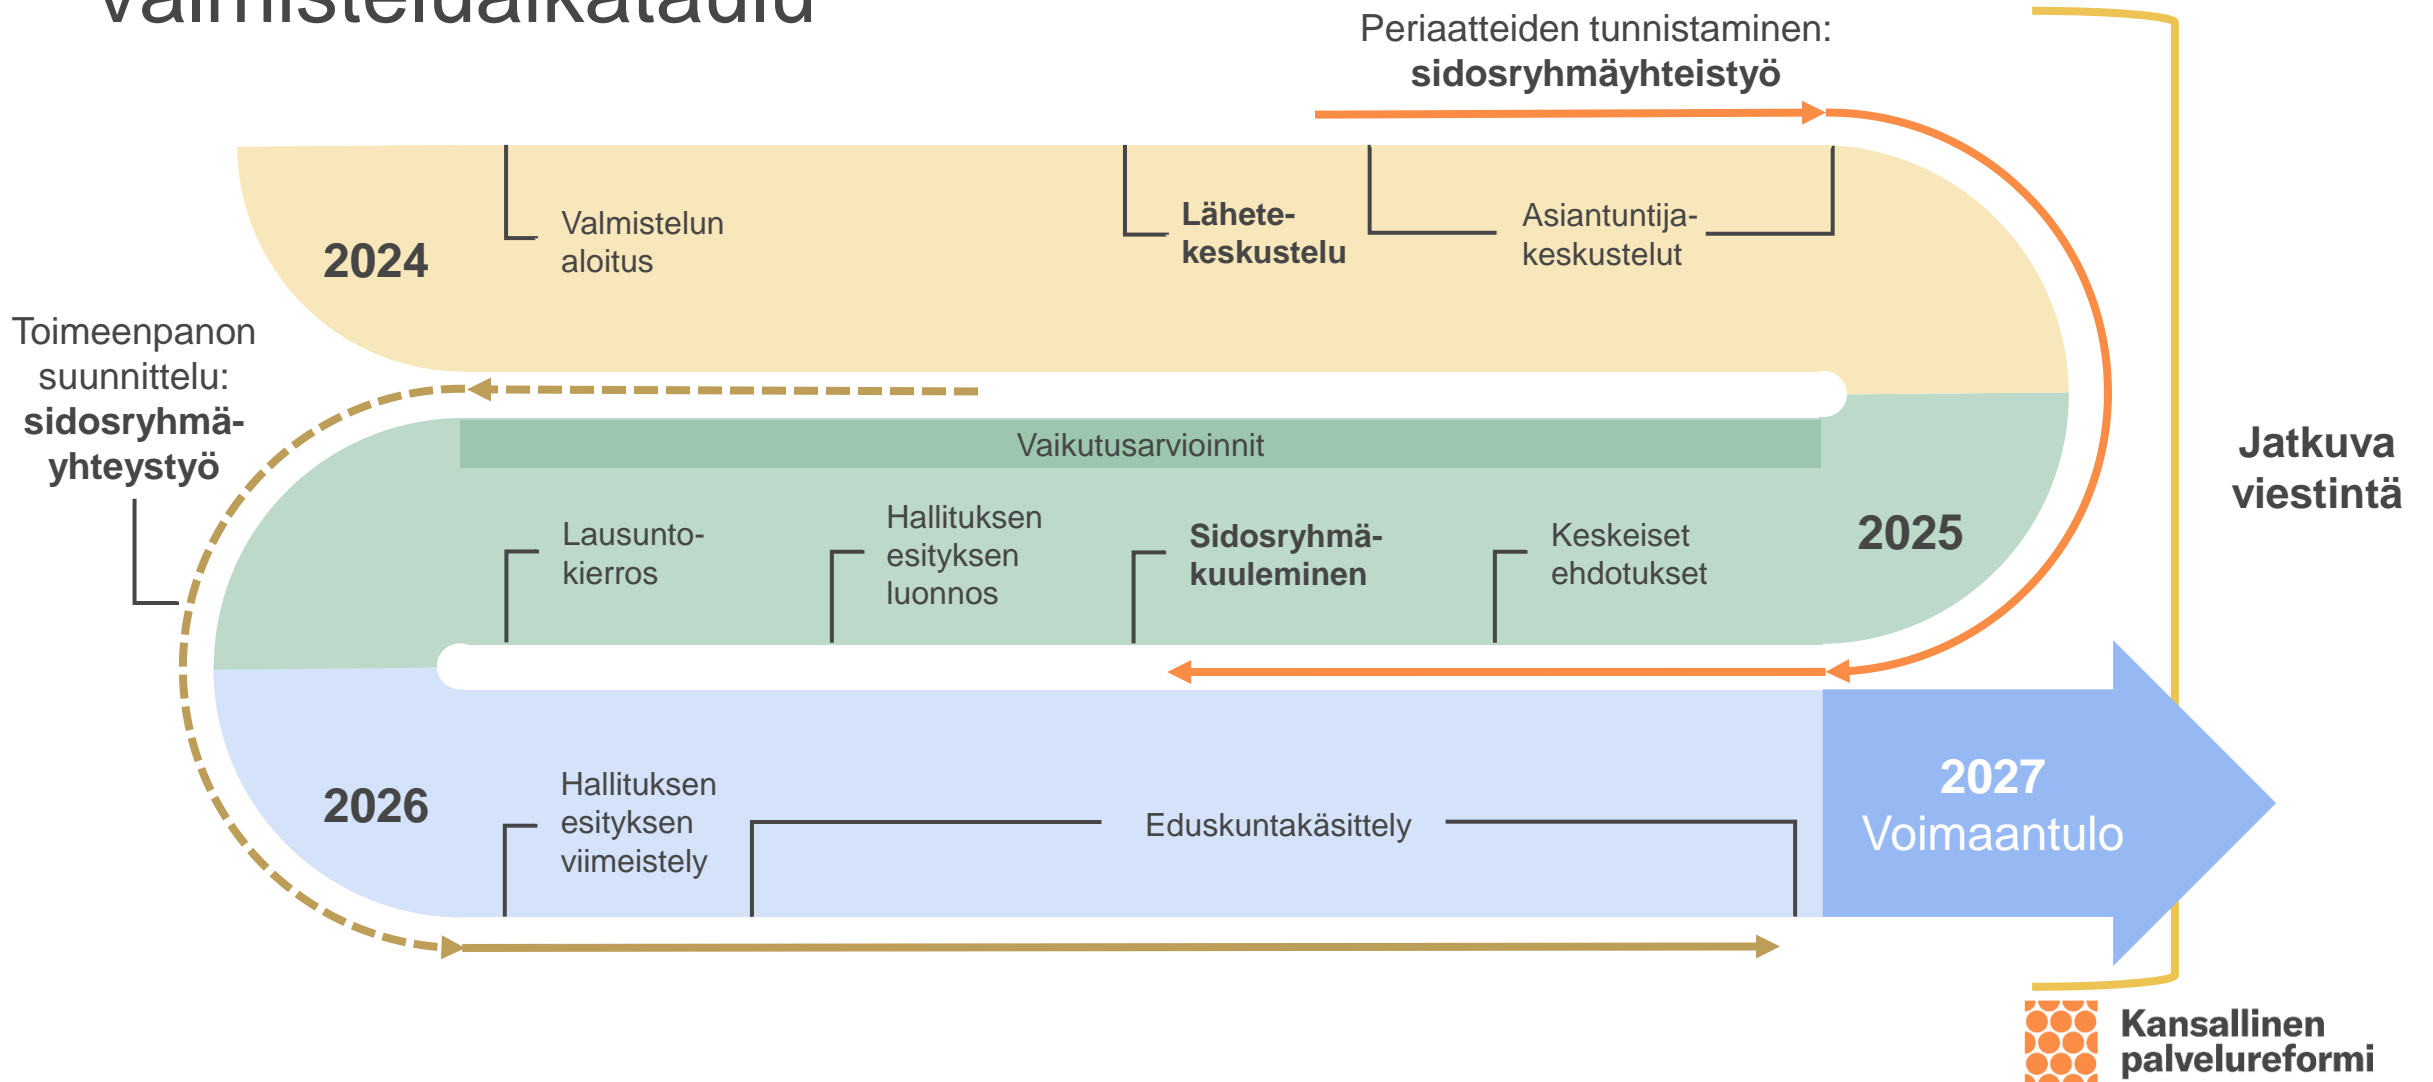 Valmisteluaikataulu
Periaatteiden tunnistaminen:
sidosryhmäyhteistyö
2024
Valmistelun
aloitus
Lähete-
keskustelu
Asiantuntija-
keskustelut
Toimeenpanon
suunnittelu:
sidosryhmä-
yhteystyö
Vaikutusarvioinnit
2025
Keskeiset
ehdotukset
Sidosryhmä-
kuuleminen
Hallituksen
esityksen
luonnos
Lausunto-
kierros
Jatkuva
viestintä
2026
Hallituksen
esityksen
viimeistely
Eduskuntakäsittely
2027
Voimaantulo
Kansallinen
palvelureformi